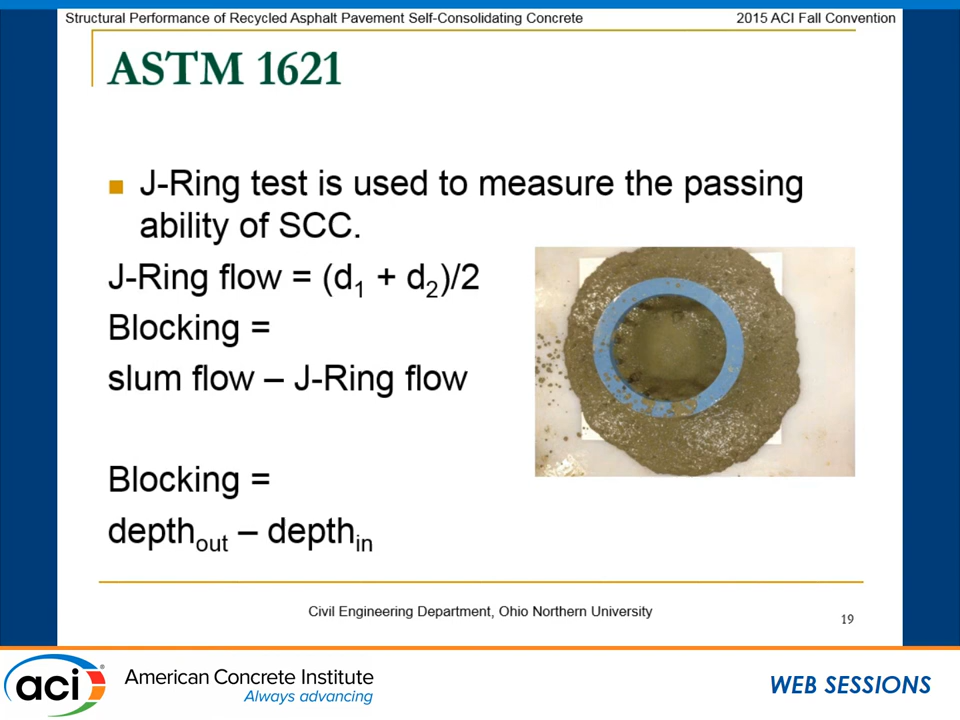 Structural Performance of Recycled Asphalt Pavement Self-Consolidating Concrete 2015 ACI Fall Convention
ASTM 1621
J-Ring test is used to measure the passing
ability of SCC.
J-Ring flow = (d₁ + d₂)/2
Blocking =
slum flow – J-Ring flow
Blocking =
depth_out – depth_in
Civil Engineering Department, Ohio Northern University
19
aci® American Concrete Institute
Always advancing
WEB SESSIONS